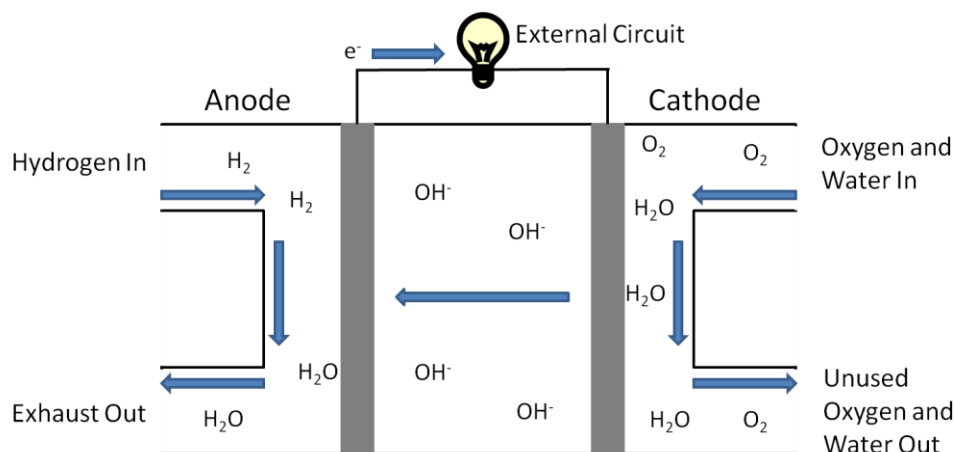 e⁻
External Circuit
Anode
Cathode
Hydrogen In
H₂
H₂
OH⁻
OH⁻
O₂
O₂
H₂O
Oxygen and
Water In
H₂O
H₂O
OH⁻
OH⁻
Exhaust Out
H₂O
H₂O
O₂
Unused
Oxygen and
Water Out